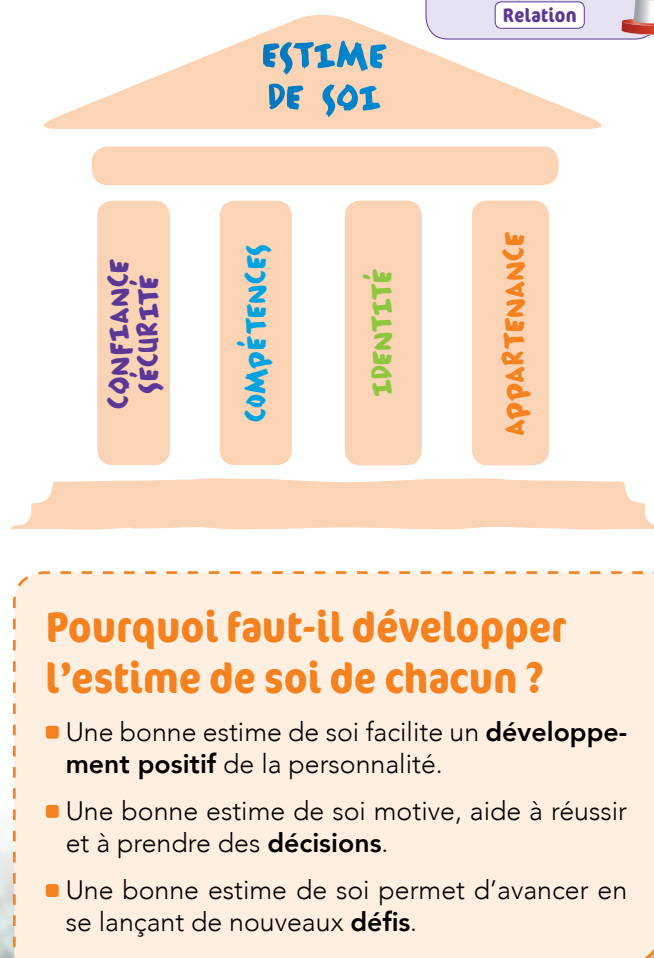 Relation
ESTIME
DE SOI
CONFIANCE
SÉCURITÉ
COMPÉTENCES
IDENTITÉ
APPARTENANCE
Pourquoi faut-il développer
l'estime de soi de chacun ?
Une bonne estime de soi facilite un développe-
ment positif de la personnalité.
Une bonne estime de soi motive, aide à réussir
et à prendre des décisions.
Une bonne estime de soi permet d'avancer en
se lançant de nouveaux défis.